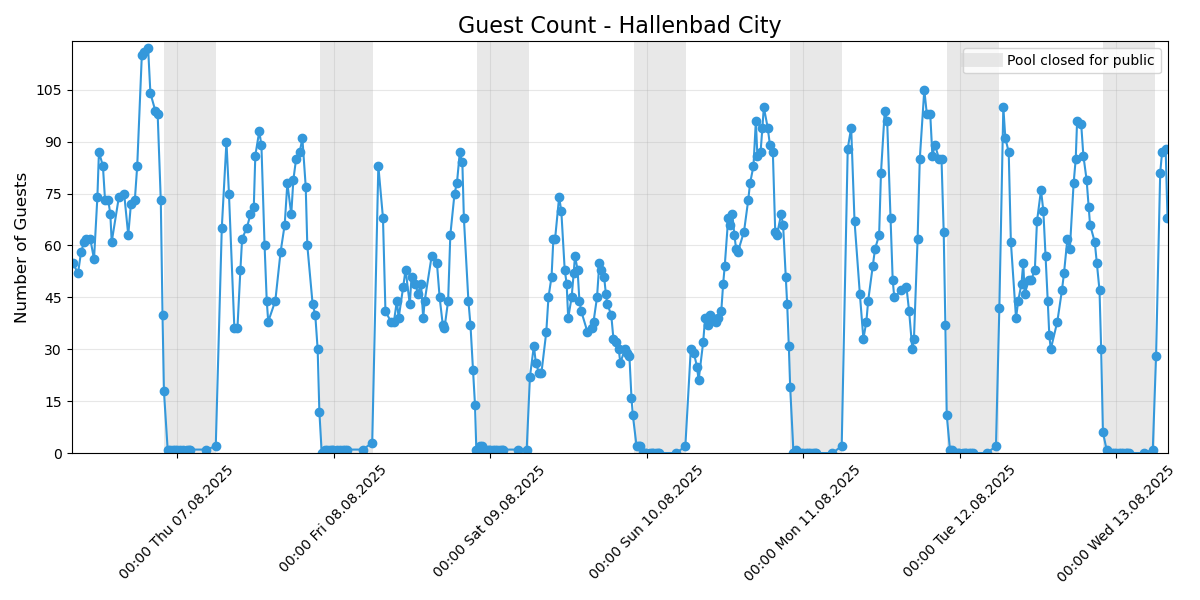 Guest Count - Hallenbad City
Pool closed for public
Number of Guests
105
90
75
60
45
30
15
0
00:00 Thu 07.08.2025
00:00 Fri 08.08.2025
00:00 Sat 09.08.2025
00:00 Sun 10.08.2025
00:00 Mon 11.08.2025
00:00 Tue 12.08.2025
00:00 Wed 13.08.2025